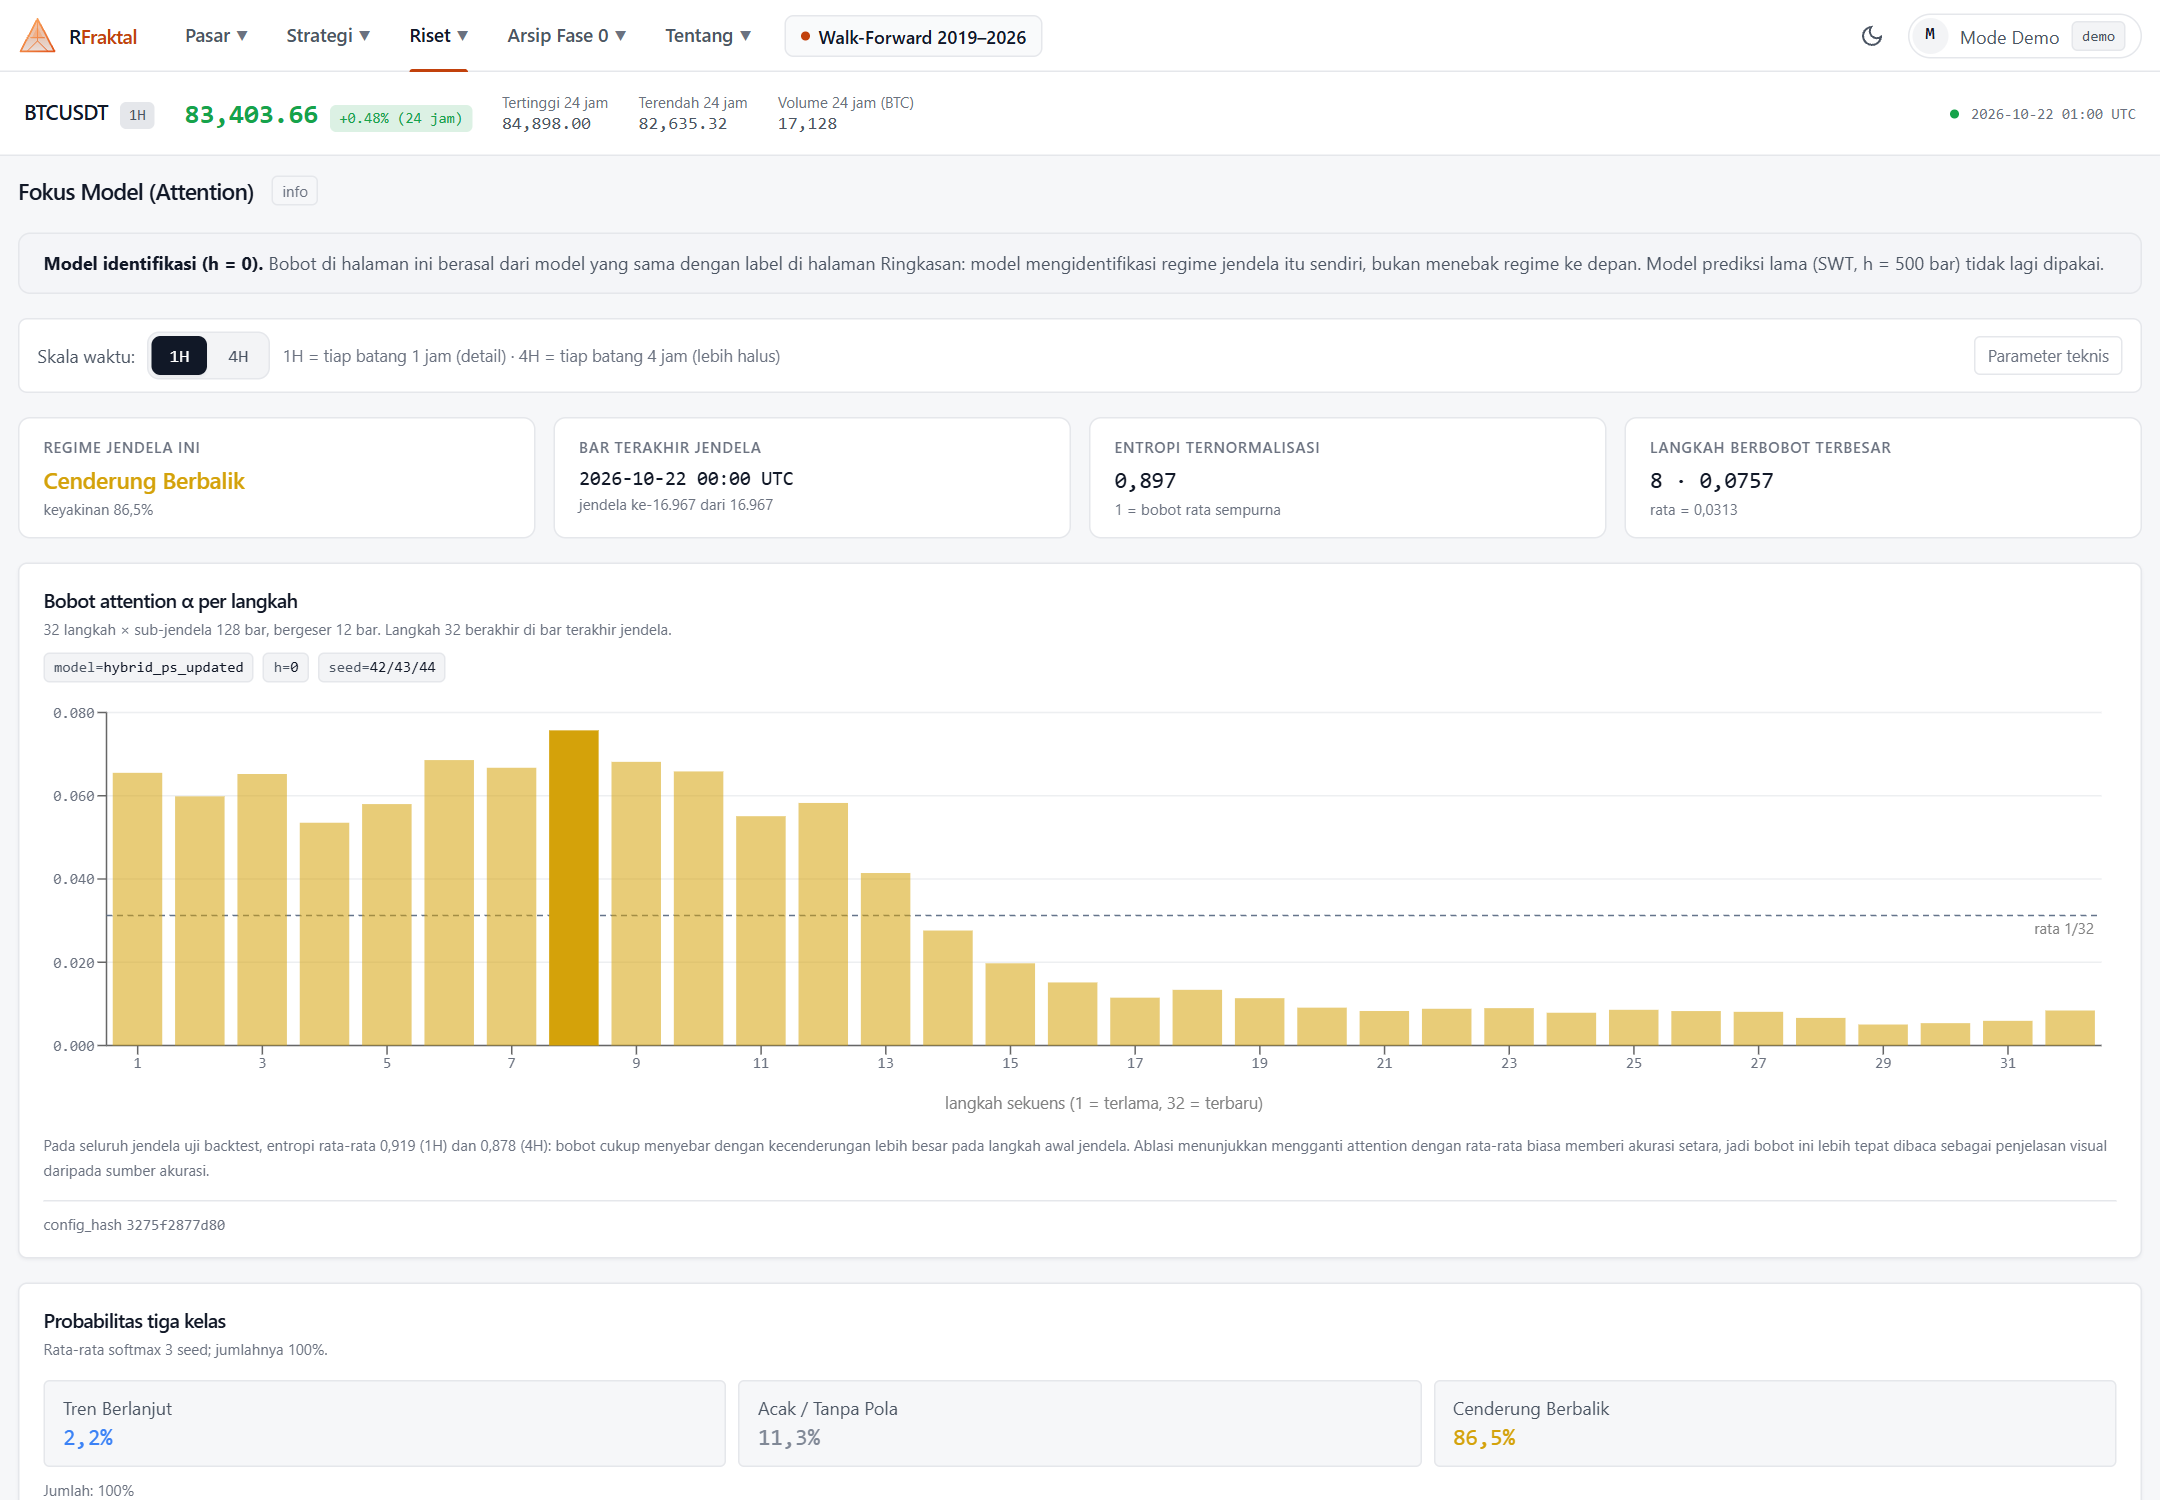 RFraktal
Pasar ▼
Strategi ▼
Riset ▼
Arsip Fase 0 ▼
Tentang ▼
Walk-Forward 2019–2026
M
Mode Demo
demo
BTCUSDT
1H
83,403.66
+0.48% (24 jam)
Tertinggi 24 jam
84,898.00
Terendah 24 jam
82,635.32
Volume 24 jam (BTC)
17,128
2026-10-22 01:00 UTC
Fokus Model (Attention)
info
Model identifikasi (h = 0). Bobot di halaman ini berasal dari model yang sama dengan label di halaman Ringkasan: model mengidentifikasi regime jendela itu sendiri, bukan menebak regime ke depan. Model prediksi lama (SWT, h = 500 bar) tidak lagi dipakai.
Skala waktu:
1H
4H
1H = tiap batang 1 jam (detail) · 4H = tiap batang 4 jam (lebih halus)
Parameter teknis
REGIME JENDELA INI
Cenderung Berbalik
keyakinan 86,5%
BAR TERAKHIR JENDELA
2026-10-22 00:00 UTC
jendela ke-16.967 dari 16.967
ENTROPI TERNORMALISASI
0,897
1 = bobot rata sempurna
LANGKAH BERBOBOT TERBESAR
8 · 0,0757
rata = 0,0313
Bobot attention α per langkah
32 langkah × sub-jendela 128 bar, bergeser 12 bar. Langkah 32 berakhir di bar terakhir jendela.
model=hybrid_ps_updated
h=0
seed=42/43/44
0.080
0.060
0.040
0.020
0.000
rata 1/32
1 3 5 7 9 11 13 15 17 19 21 23 25 27 29 31
langkah sekuens (1 = terlama, 32 = terbaru)
Pada seluruh jendela uji backtest, entropi rata-rata 0,919 (1H) dan 0,878 (4H): bobot cukup menyebar dengan kecenderungan lebih besar pada langkah awal jendela. Ablasi menunjukkan mengganti attention dengan rata-rata biasa memberi akurasi setara, jadi bobot ini lebih tepat dibaca sebagai penjelasan visual
daripada sumber akurasi.
config_hash 3275f2877d80
Probabilitas tiga kelas
Rata-rata softmax 3 seed; jumlahnya 100%.
Tren Berlanjut
2,2%
Acak / Tanpa Pola
11,3%
Cenderung Berbalik
86,5%
Jumlah: 100%